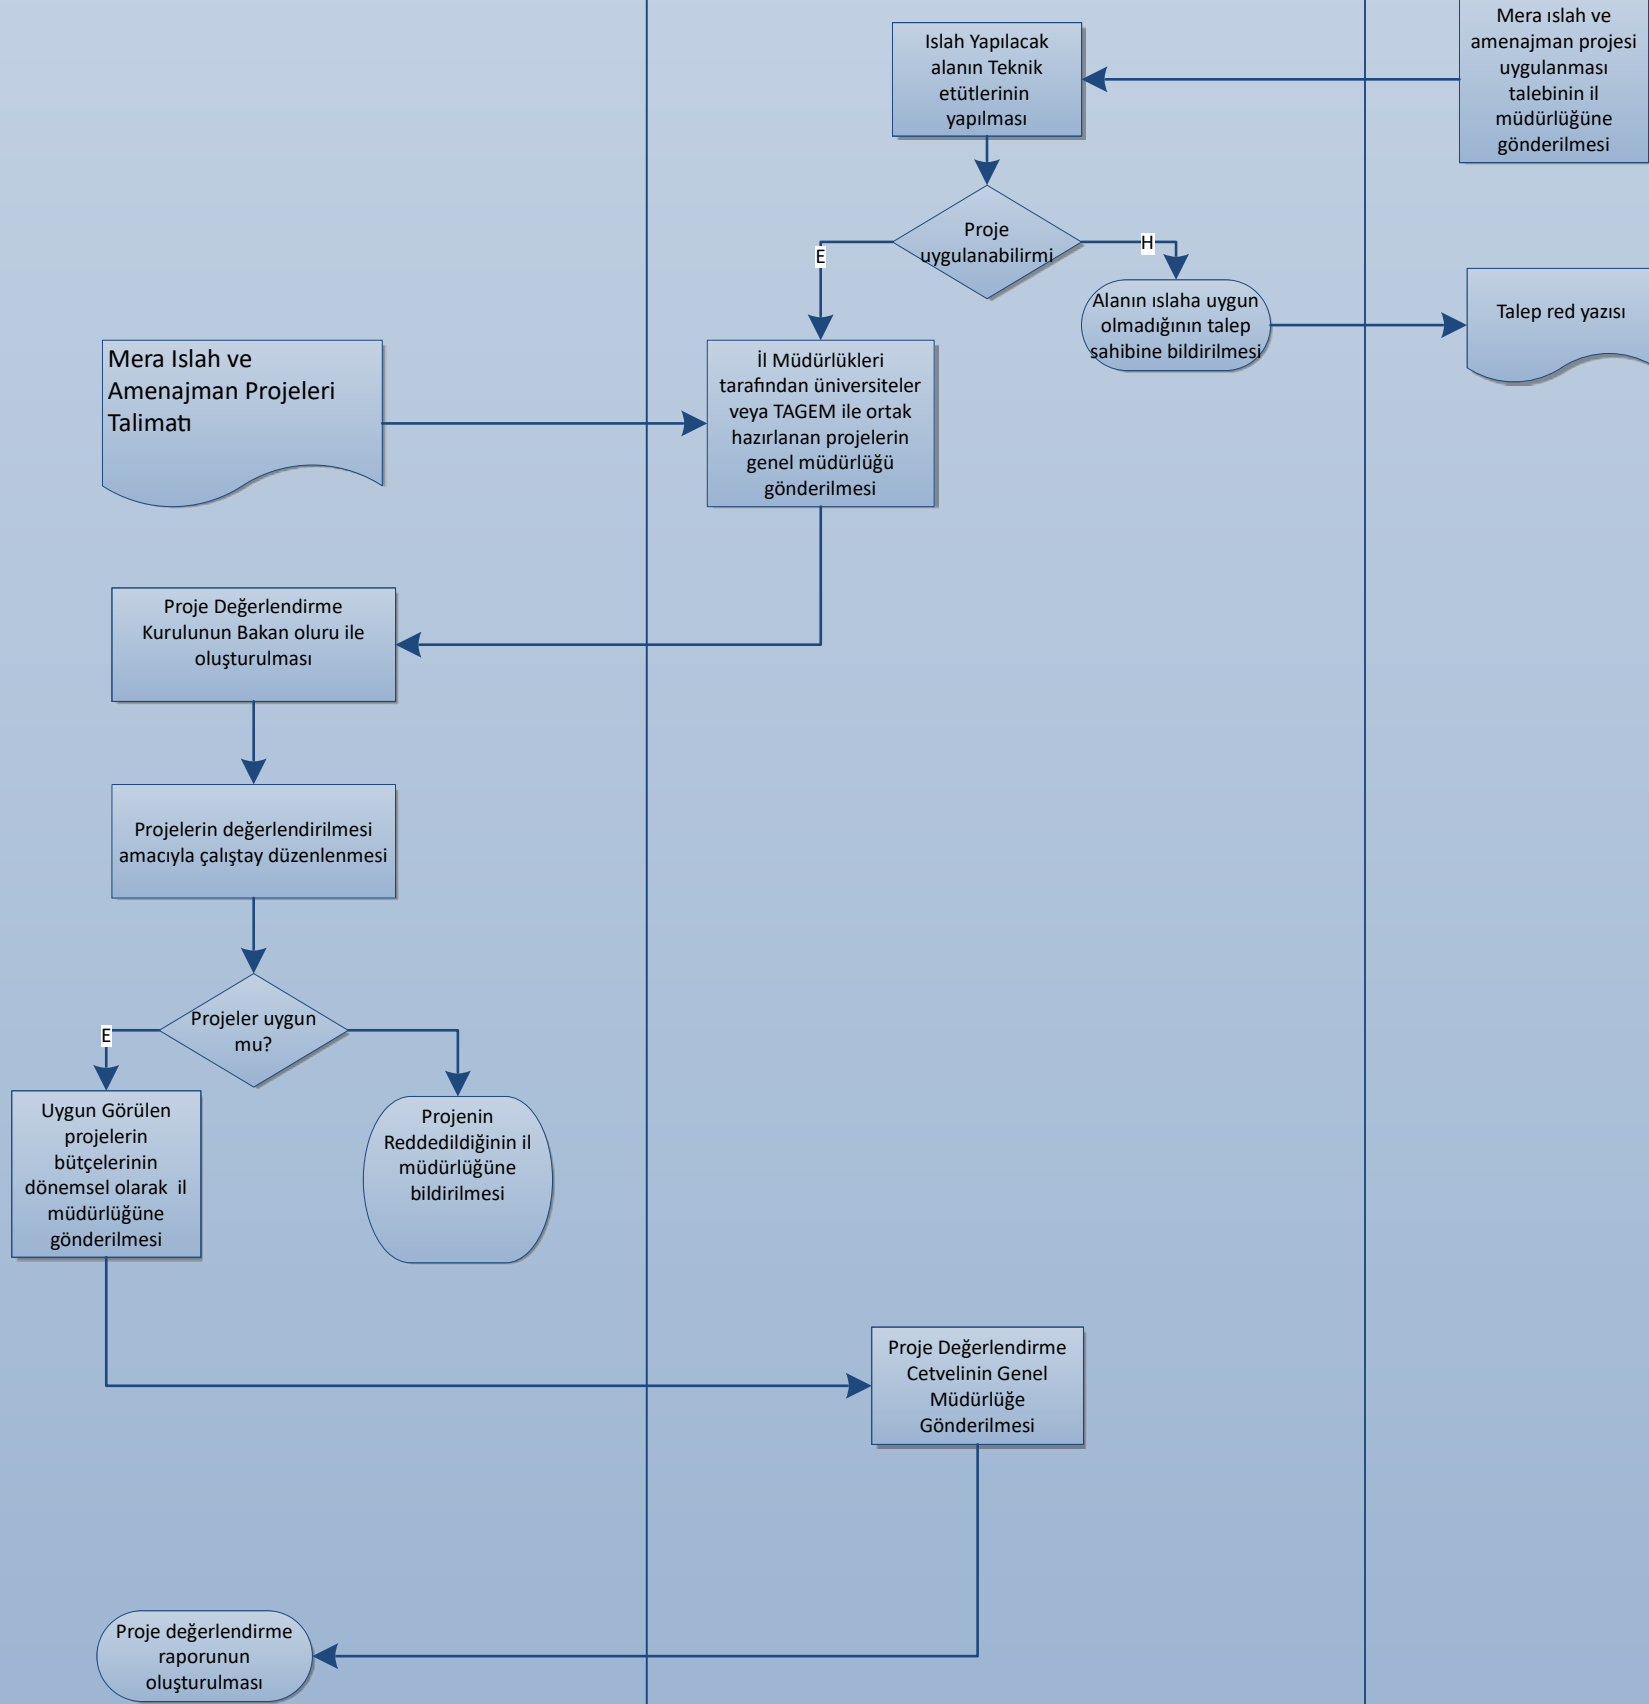 Mera ıslah ve
amenajman projesi
uygulanması
talebinin il
müdürlüğüne
gönderilmesi
Islah Yapılacak
alanın Teknik
etütlerinin
yapılması
Proje
uygulanabilirmi
E
H
Alanın ıslaha uygun
olmadığının talep
sahibine bildirilmesi
Talep red yazısı
Mera Islah ve
Amenajman Projeleri
Talimatı
İl Müdürlükleri
tarafından üniversiteler
veya TAGEM ile ortak
hazırlanan projelerin
genel müdürlüğü
gönderilmesi
Proje Değerlendirme
Kurulunun Bakan oluru ile
oluşturulması
Projelerin değerlendirilmesi
amacıyla çalıştay düzenlenmesi
Projeler uygun
mu?
E
Uygun Görülen
projelerin
bütçelerinin
dönemsel olarak  il
müdürlüğüne
gönderilmesi
Projenin
Reddedildiğinin il
müdürlüğüne
bildirilmesi
Proje Değerlendirme
Cetvelinin Genel
Müdürlüğe
Gönderilmesi
Proje değerlendirme
raporunun
oluşturulması